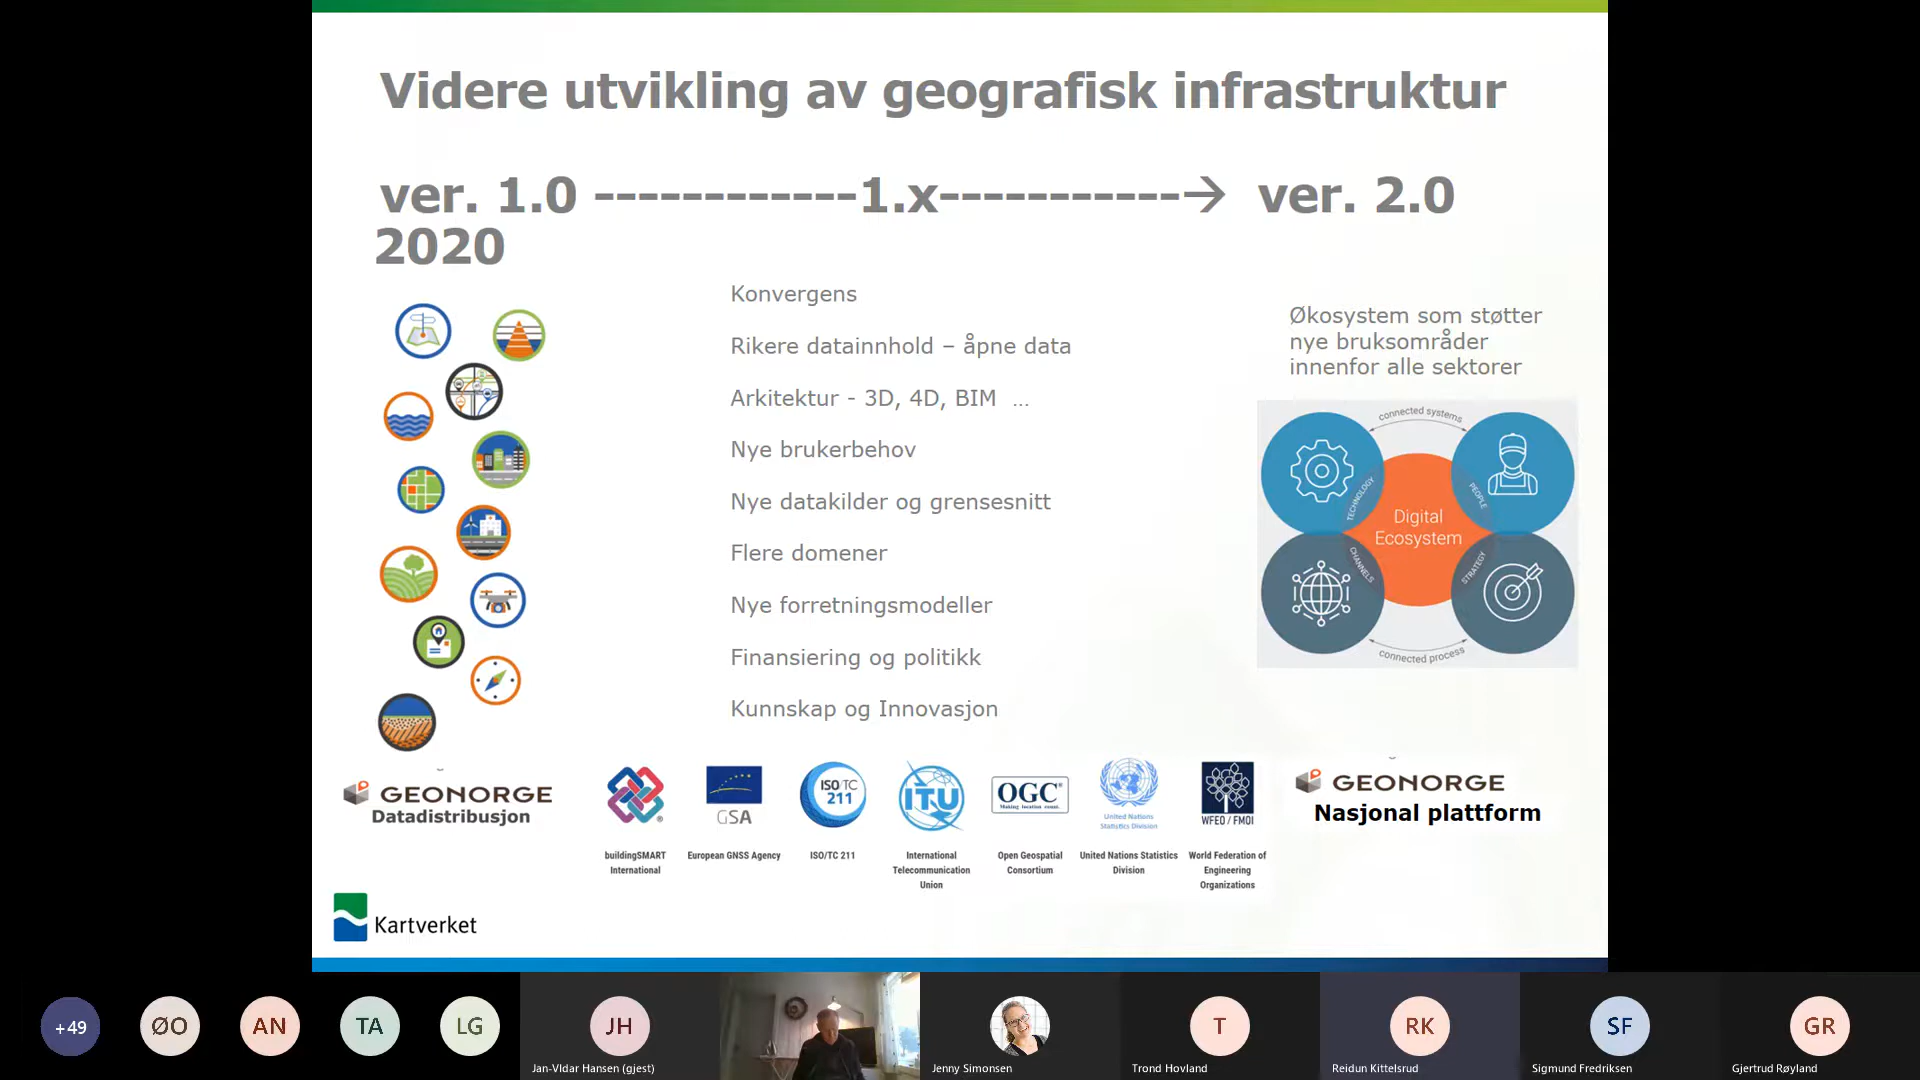 Videre utvikling av geografisk infrastruktur
ver. 1.0 ------------1.x-----------→ ver. 2.0
2020
Konvergens
Rikere datainnhold – åpne data
Arkitektur - 3D, 4D, BIM ...
Nye brukerbehov
Nye datakilder og grensesnitt
Flere domener
Nye forretningsmodeller
Finansiering og politikk
Kunnskap og Innovasjon
Økosystem som støtter
nye bruksområder
innenfor alle sektorer
connected systems
TECHNOLOGY
PEOPLE
Digital
Ecosystem
CHANNELS
STRATEGY
connected process
GEONORGE
Datadistribusjon
GSA
ISO/TC
211
ITU
OGC®
Making location count.
United Nations
Statistics Division
WFEO / FMOI
buildingSMART
International
European GNSS Agency
ISO/TC 211
International
Telecommunication
Union
Open Geospatial
Consortium
United Nations Statistics
Division
World Federation of
Engineering
Organizations
GEONORGE
Nasjonal plattform
Kartverket
+49
ØO
AN
TA
LG
JH
T
RK
SF
GR
Jan-VIdar Hansen (gjest)
Jenny Simonsen
Trond Hovland
Reidun Kittelsrud
Sigmund Fredriksen
Gjertrud Røyland